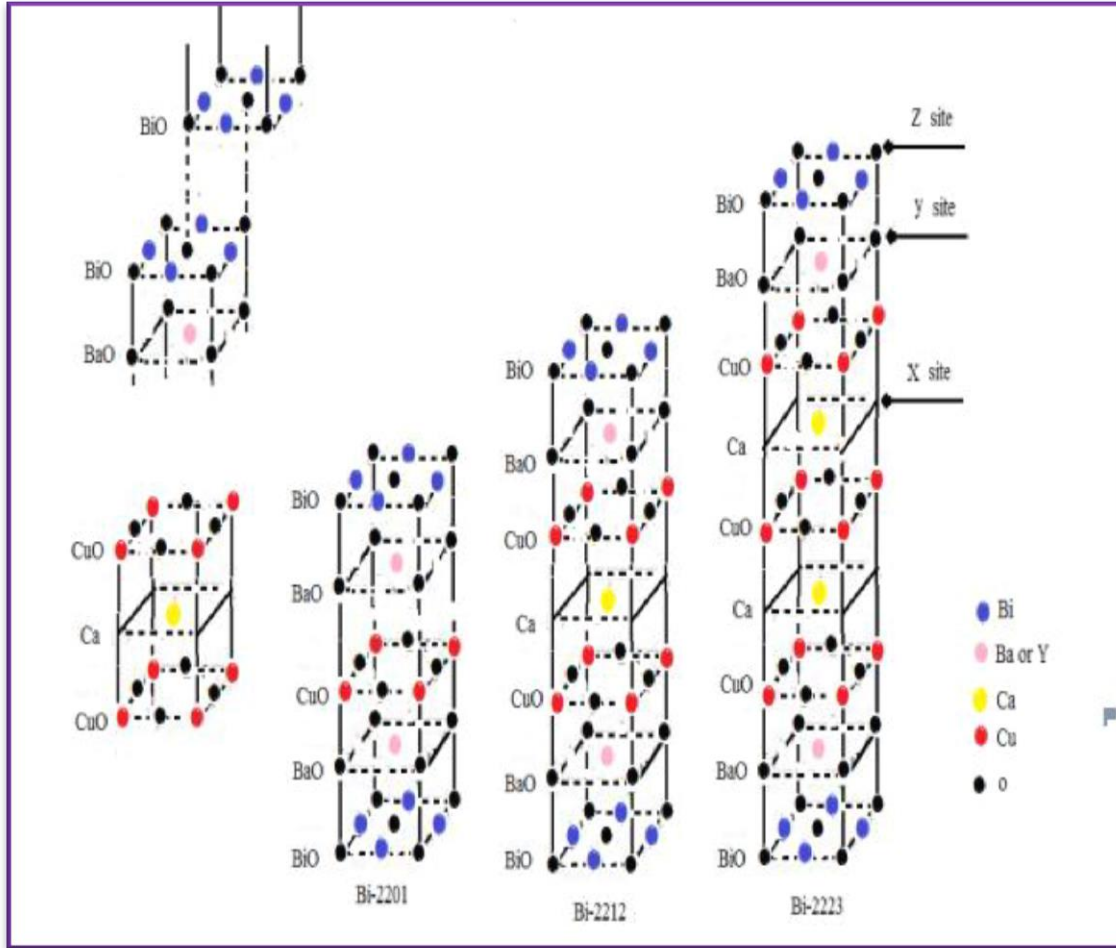 BiO
BiO
BaO
CuO
Ca
CuO
BiO
BaO
CuO
BaO
BiO
Bi-2201
BiO
BaO
CuO
Ca
CuO
BaO
BiO
Bi-2212
Z site
y site
X site
BiO
BaO
CuO
Ca
CuO
Ca
CuO
BaO
BiO
Bi-2223
Bi
Ba or Y
Ca
Cu
o